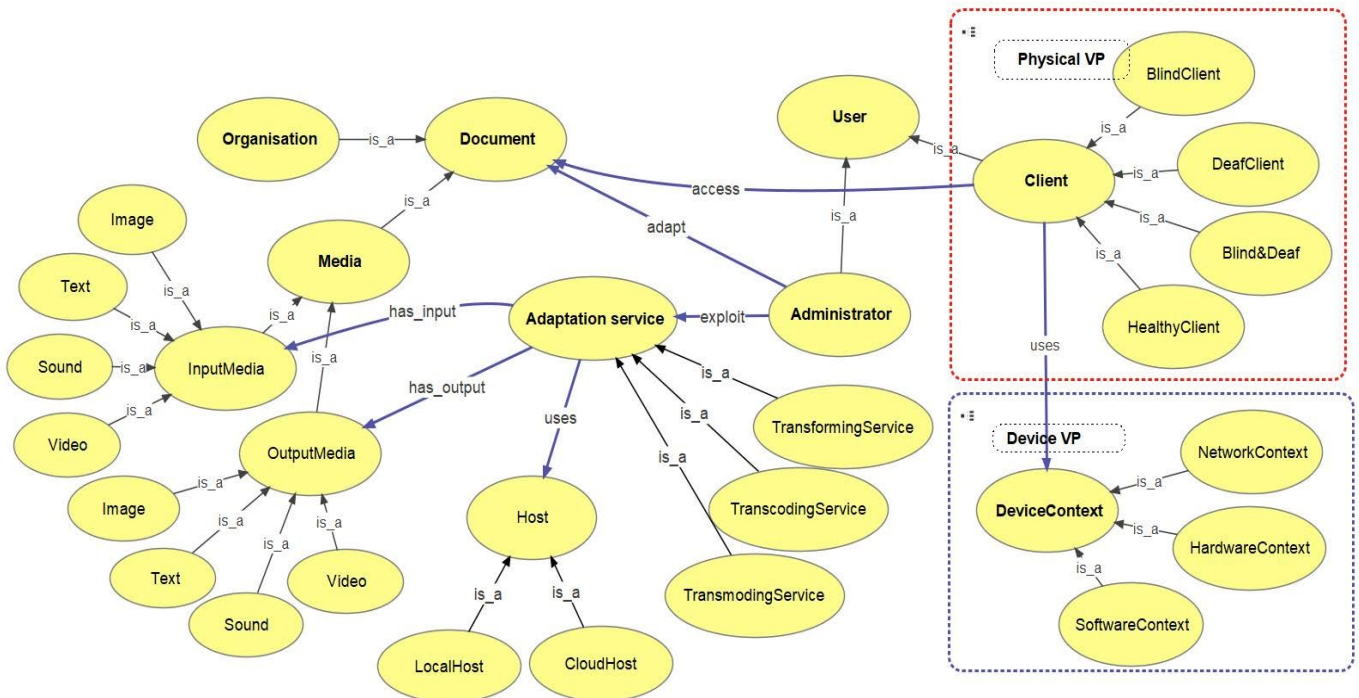 Physical VP
BlindClient
User
Organisation
is_a
Document
is_a
is_a
DeafClient
Client
is_a
access
is_a
Image
is_a
is_a
is_a
adapt
Blind&Deaf
Media
is_a
Text
is_a
is_a
has_input
Adaptation service
exploit
Administrator
HealthyClient
is_a
uses
Sound
is_a
InputMedia
is_a
has_output
is_a
is_a
uses
is_a
TransformingService
Video
OutputMedia
is_a
Device VP
NetworkContext
is_a
Image
is_a
is_a
is_a
is_a
Host
TranscodingService
DeviceContext
is_a
HardwareContext
is_a
Text
Video
is_a
is_a
TransmodingService
Sound
SoftwareContext
LocalHost
CloudHost